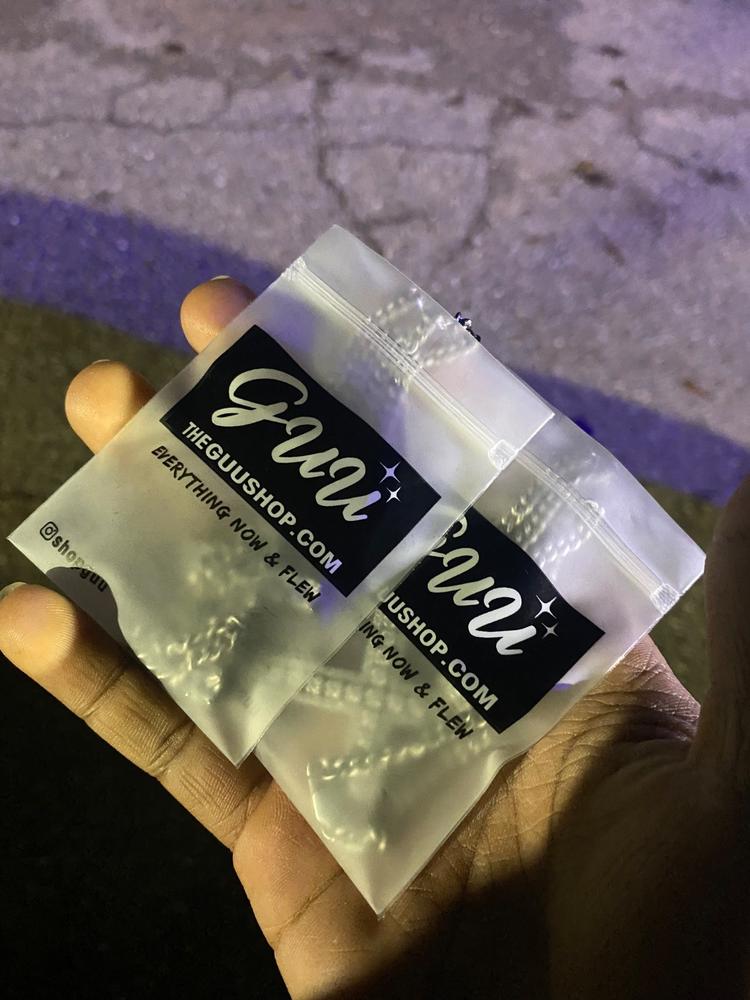 Guu
THEGUUSHOP.COM
EVERYTHING NOW & FLEW
@shopguu
Guu
UUSHOP.COM
ING NOW & FLEW